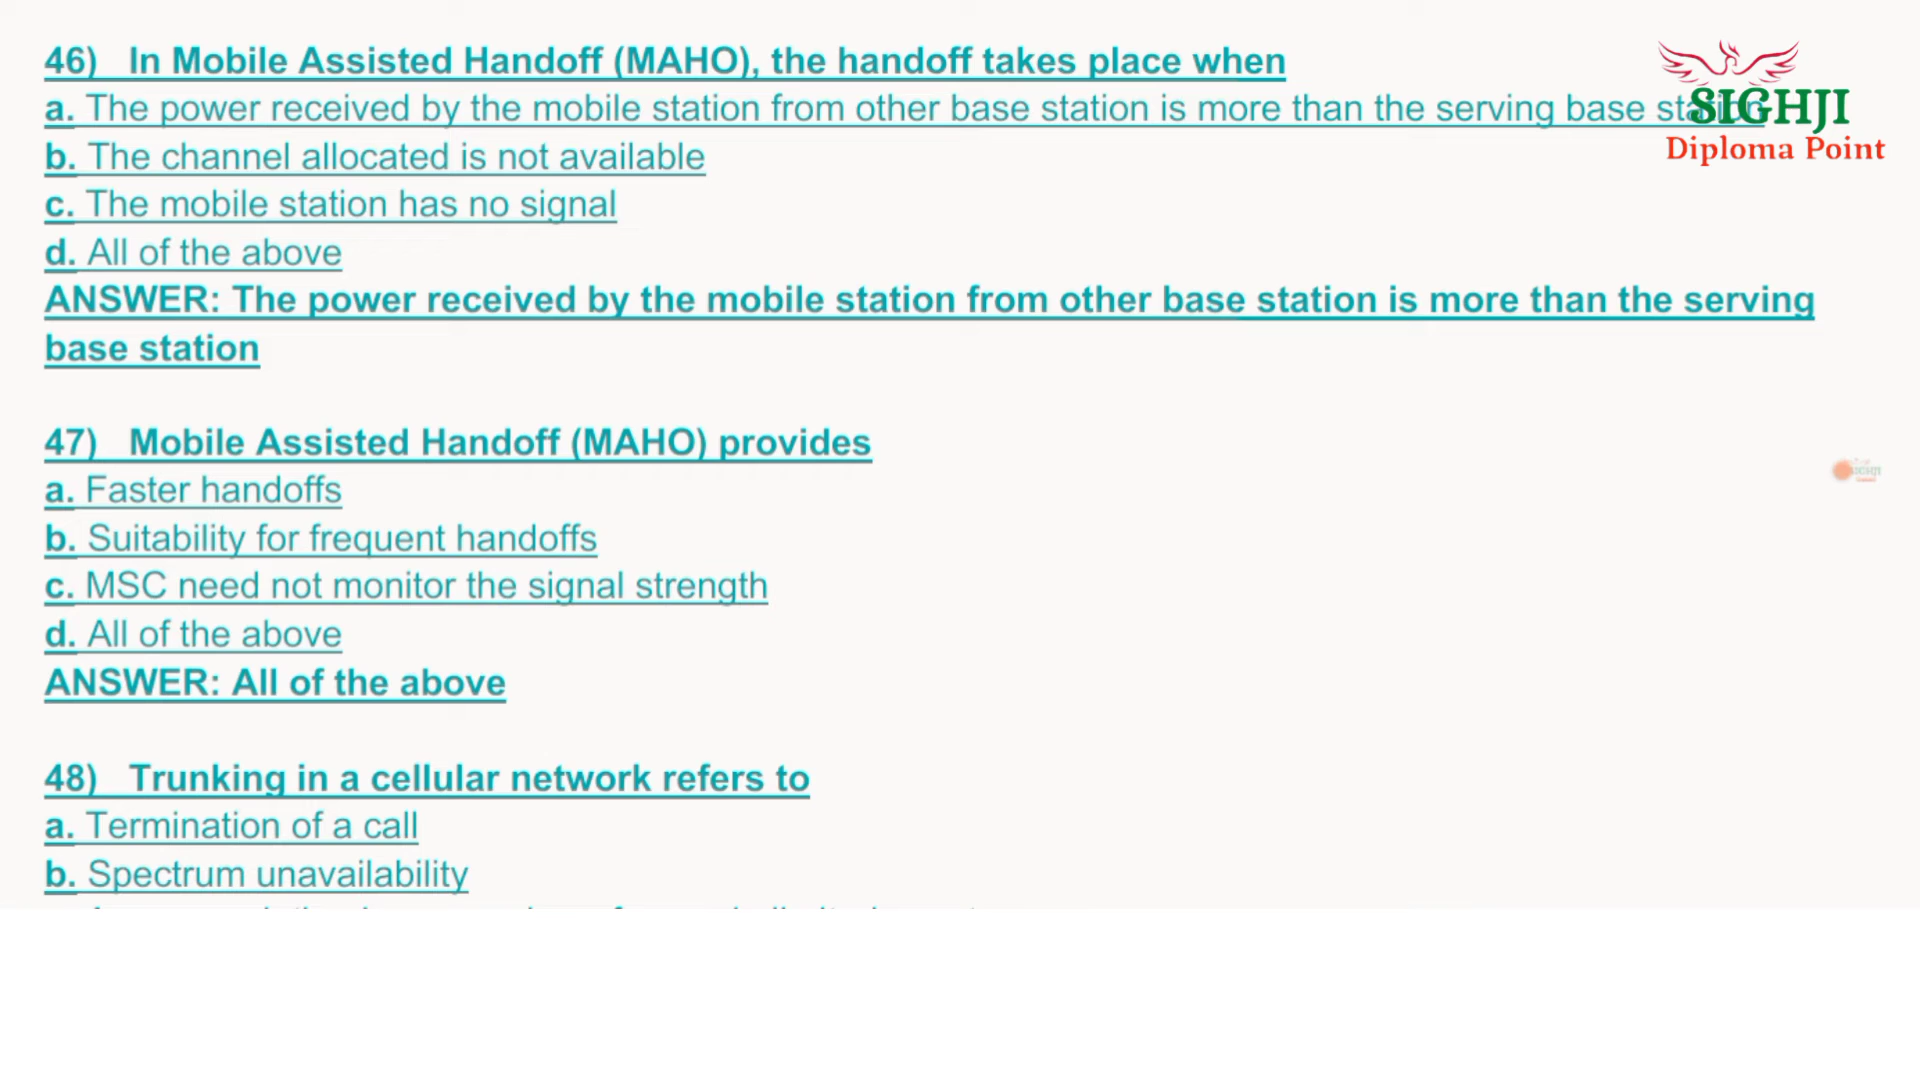 46) In Mobile Assisted Handoff (MAHO), the handoff takes place when
a. The power received by the mobile station from other base station is more than the serving base station
b. The channel allocated is not available
c. The mobile station has no signal
d. All of the above
ANSWER: The power received by the mobile station from other base station is more than the serving
base station
SIGHJI
Diploma Point
47) Mobile Assisted Handoff (MAHO) provides
a. Faster handoffs
b. Suitability for frequent handoffs
c. MSC need not monitor the signal strength
d. All of the above
ANSWER: All of the above
SIGHJI
48) Trunking in a cellular network refers to
a. Termination of a call
b. Spectrum unavailability